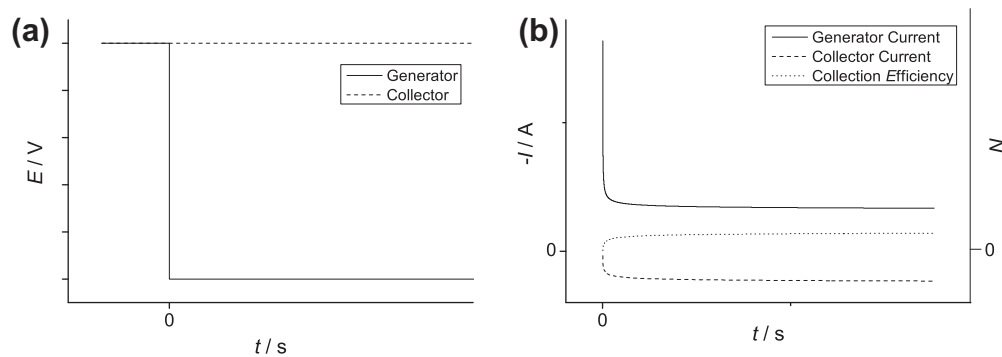 (a)
E / V
Generator
Collector
0
t / s
(b)
-I / A
Generator Current
Collector Current
Collection Efficiency
N
0
0
0
t / s